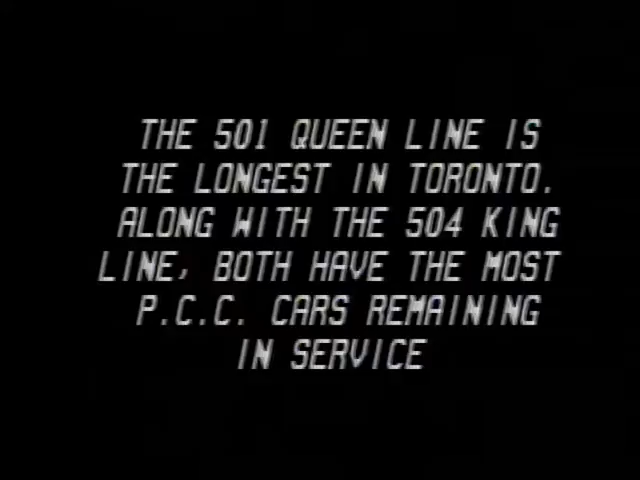 THE 501 QUEEN LINE IS
THE LONGEST IN TORONTO.
ALONG WITH THE 504 KING
LINE, BOTH HAVE THE MOST
P.C.C. CARS REMAINING
IN SERVICE